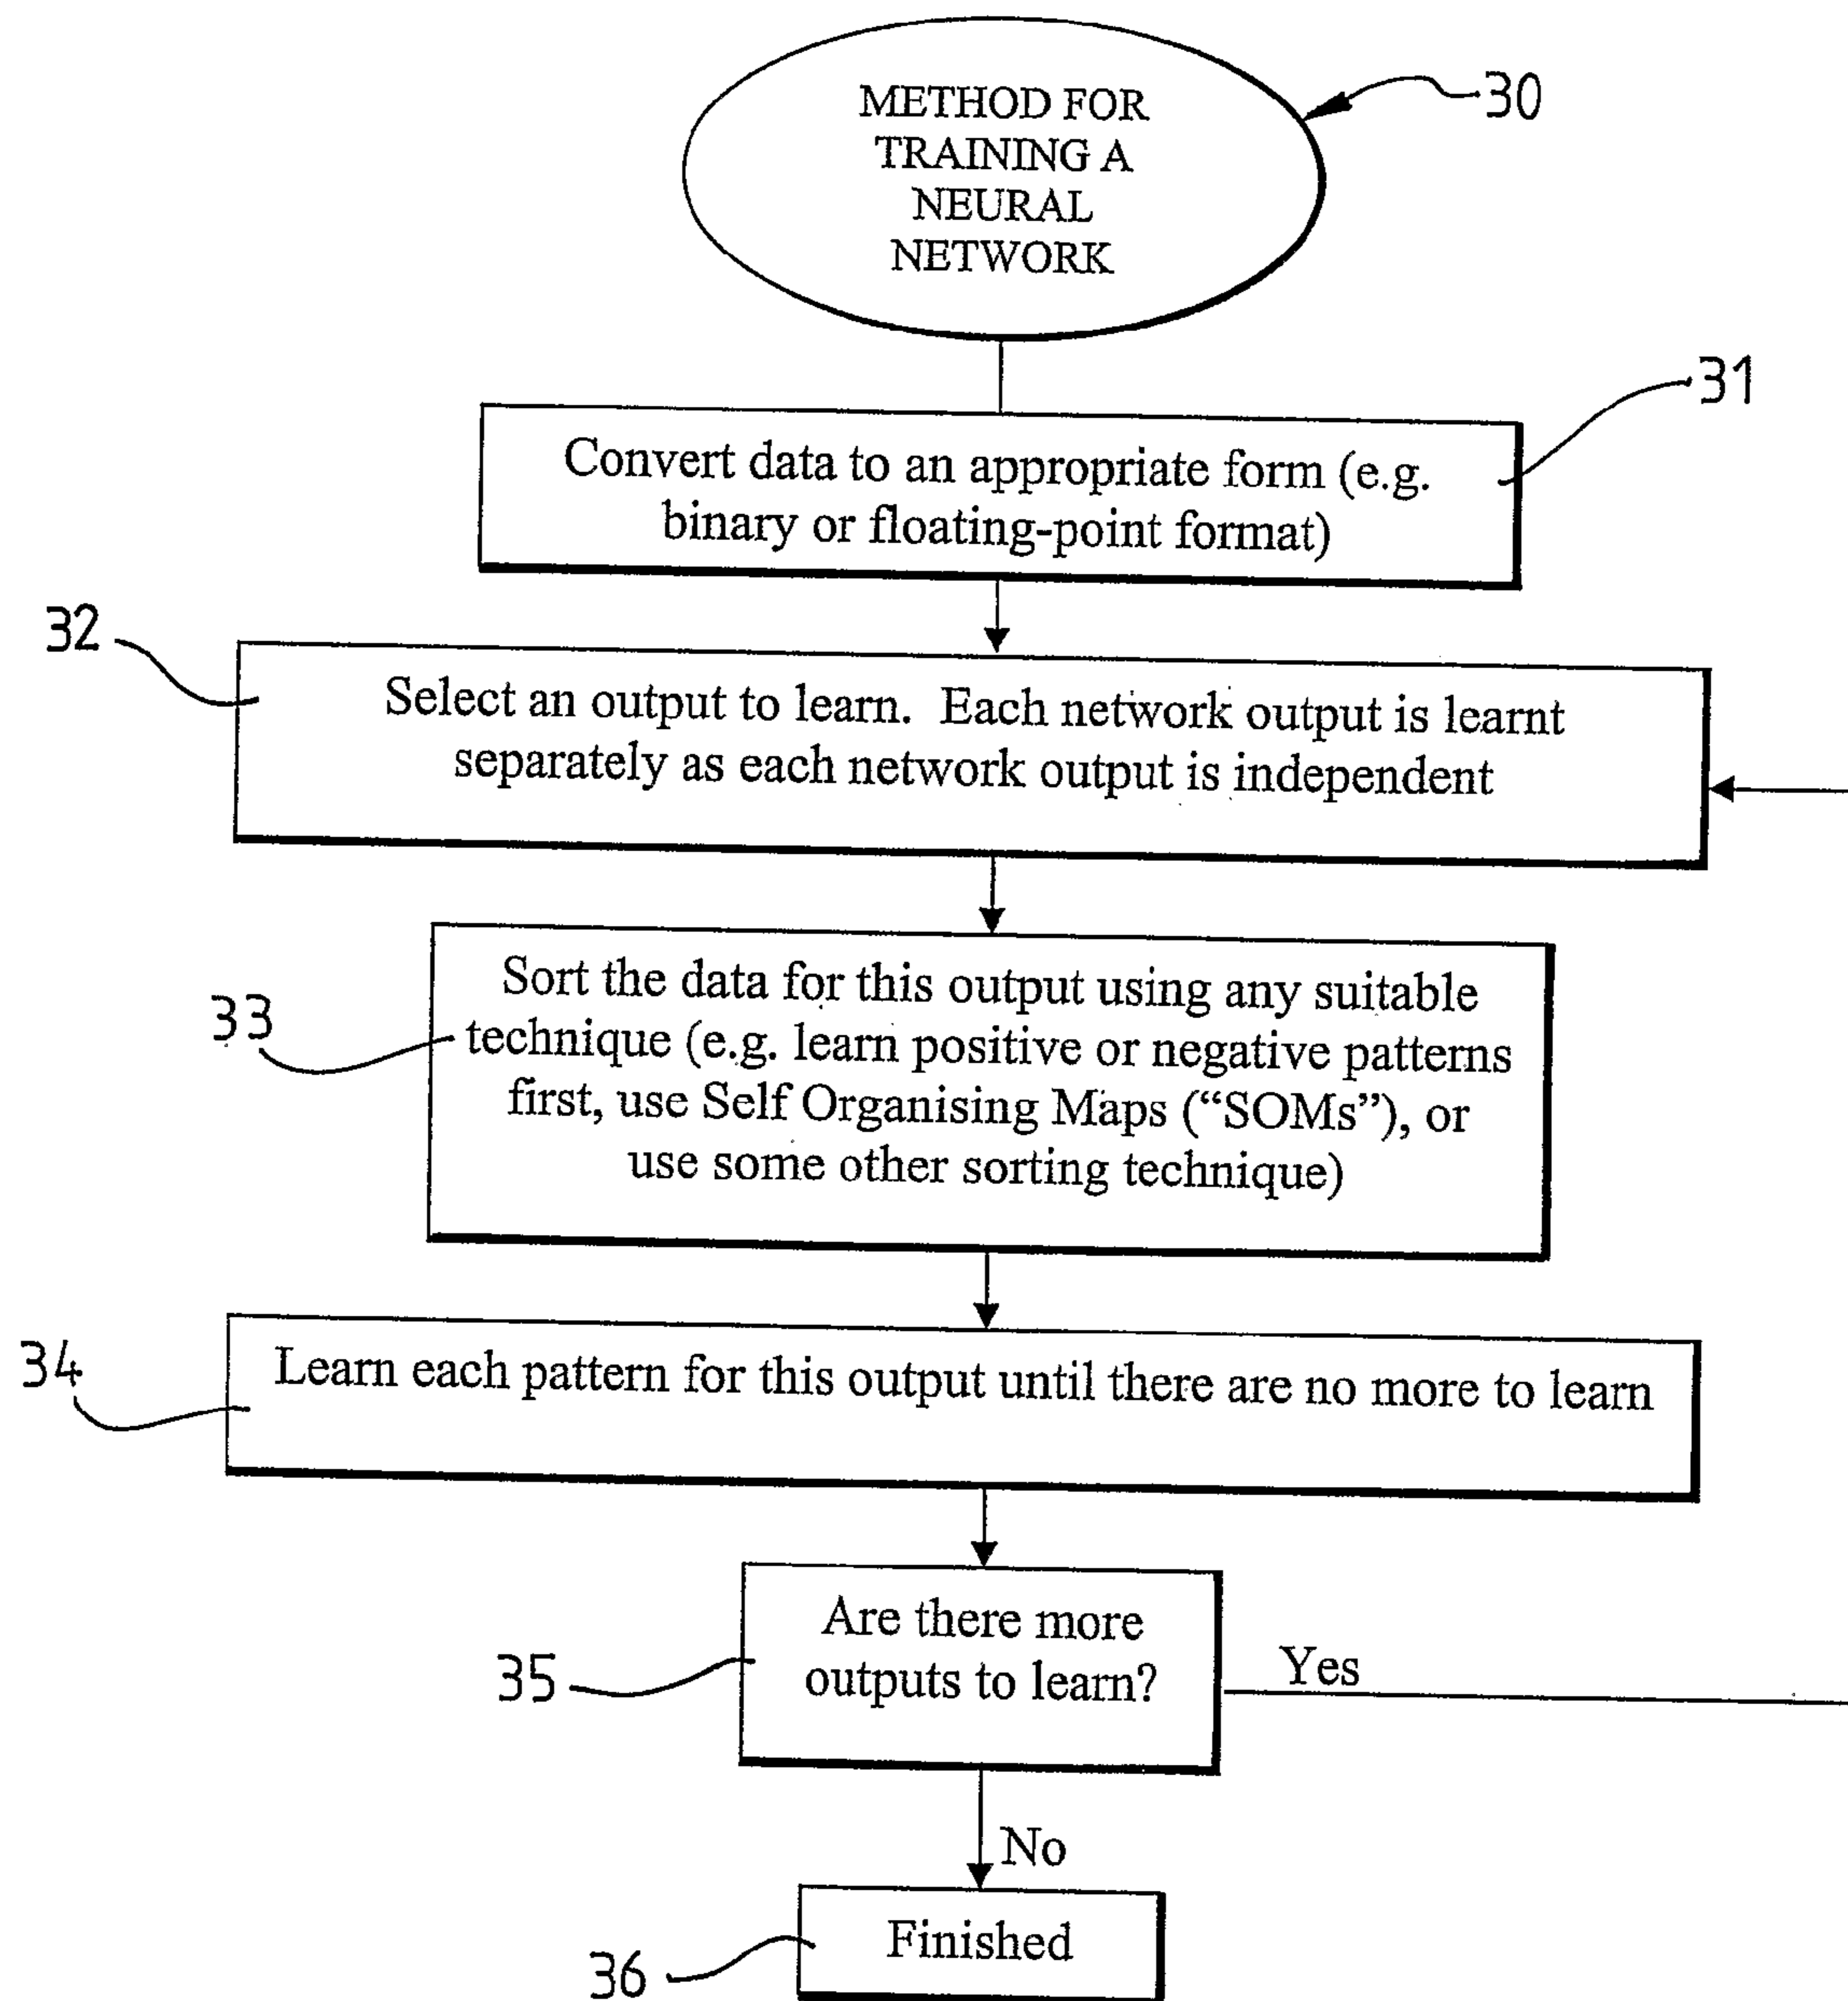 METHOD FOR
TRAINING A
NEURAL
NETWORK
30
31
Convert data to an appropriate form (e.g.
binary or floating-point format)
32
Select an output to learn.  Each network output is learnt
separately as each network output is independent
33
Sort the data for this output using any suitable
technique (e.g. learn positive or negative patterns
first, use Self Organising Maps (“SOMs”), or
use some other sorting technique)
34
Learn each pattern for this output until there are no more to learn
35
Are there more
outputs to learn?
Yes
No
36
Finished